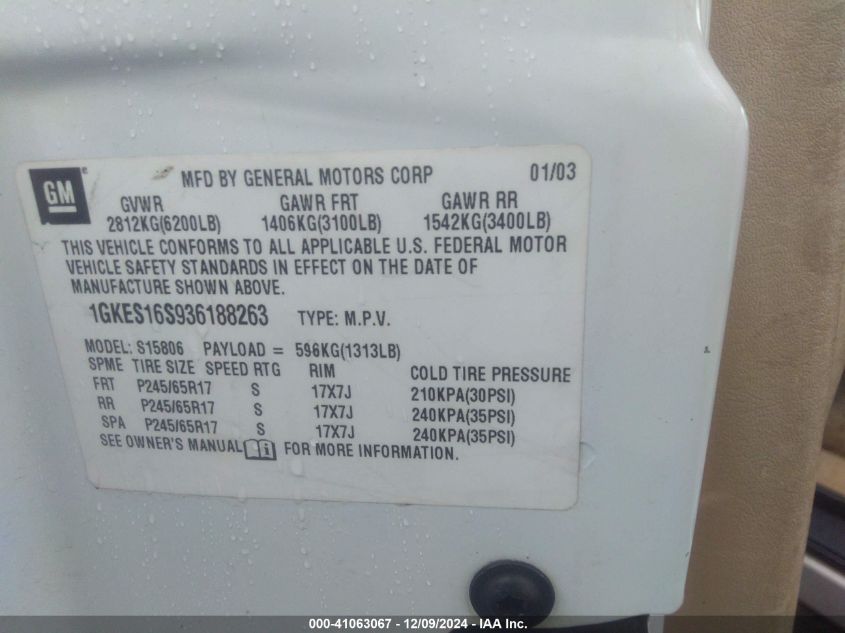 GM
MFD BY GENERAL MOTORS CORP 01/03
GVWR GAWR FRT GAWR RR
2812KG(6200LB) 1406KG(3100LB) 1542KG(3400LB)
THIS VEHICLE CONFORMS TO ALL APPLICABLE U.S. FEDERAL MOTOR
VEHICLE SAFETY STANDARDS IN EFFECT ON THE DATE OF
MANUFACTURE SHOWN ABOVE.
1GKES16S936188263 TYPE: M.P.V.
MODEL: S15806 PAYLOAD = 596KG(1313LB)
SPME TIRE SIZE SPEED RTG RIM COLD TIRE PRESSURE
FRT P245/65R17 S 17X7J 210KPA(30PSI)
RR P245/65R17 S 17X7J 240KPA(35PSI)
SPA P245/65R17 S 17X7J 240KPA(35PSI)
SEE OWNER'S MANUAL FOR MORE INFORMATION.
000-41063067 - 12/09/2024 - IAA Inc.